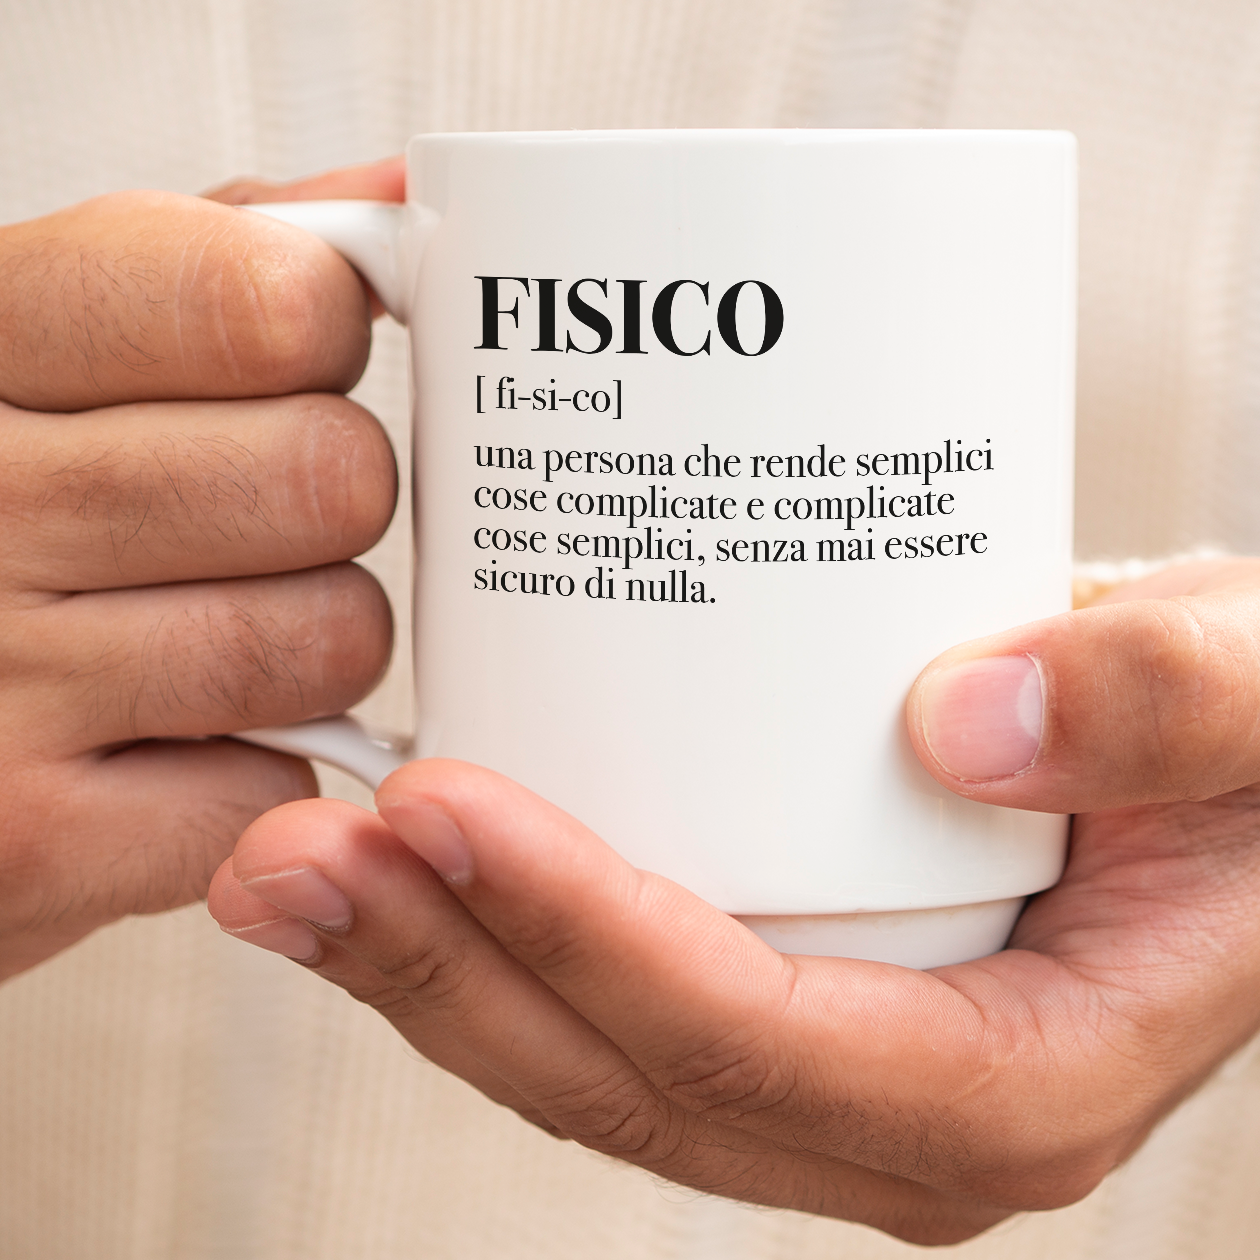 FISICO
[ fi-si-co]
una persona che rende semplici
cose complicate e complicate
cose semplici, senza mai essere
sicuro di nulla.